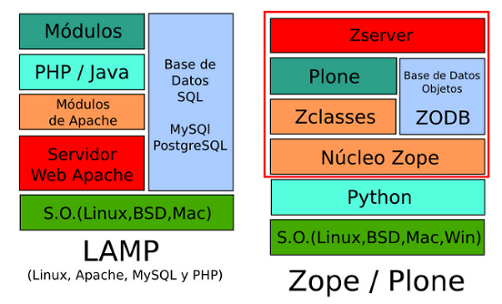 Módulos
PHP / Java
Módulos
de Apache
Servidor
Web Apache
Base de
Datos
SQL
MySQl
PostgreSQL
S.O.(Linux,BSD,Mac)
LAMP
(Linux, Apache, MySQL y PHP)
Zserver
Plone
Zclasses
Base de Datos
Objetos
ZODB
Núcleo Zope
Python
S.O.(Linux,BSD,Mac,Win)
Zope / Plone